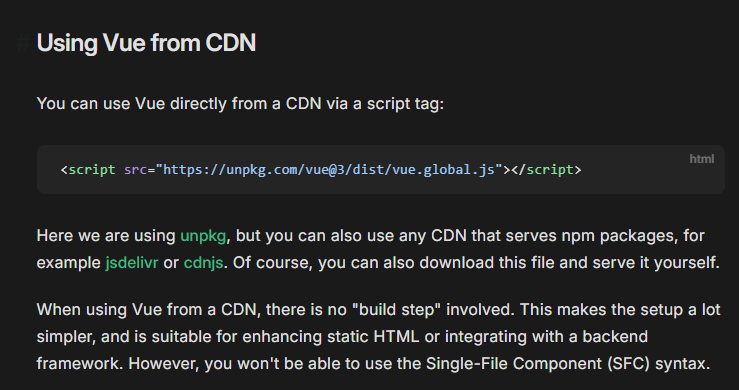 Using Vue from CDN
You can use Vue directly from a CDN via a script tag:
html
<script src="https://unpkg.com/vue@3/dist/vue.global.js"></script>
Here we are using unpkg, but you can also use any CDN that serves npm packages, for
example jsdelivr or cdnjs. Of course, you can also download this file and serve it yourself.
When using Vue from a CDN, there is no "build step" involved. This makes the setup a lot
simpler, and is suitable for enhancing static HTML or integrating with a backend
framework. However, you won't be able to use the Single-File Component (SFC) syntax.